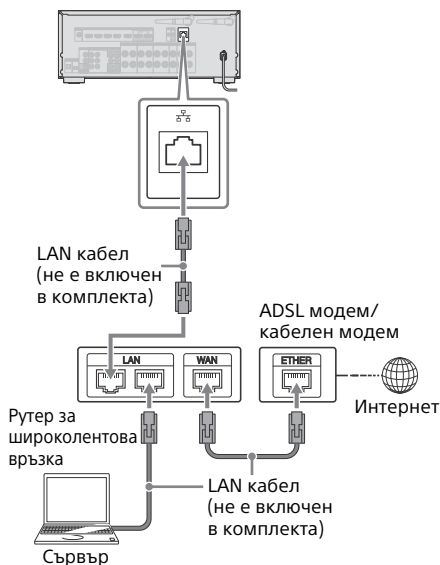 LAN кабел
(не е включен
в комплекта)
ADSL модем/
кабелен модем
LAN
WAN
ETHER
Интернет
Рутер за
широколентова
връзка
LAN кабел
(не е включен
в комплекта)
Сървър